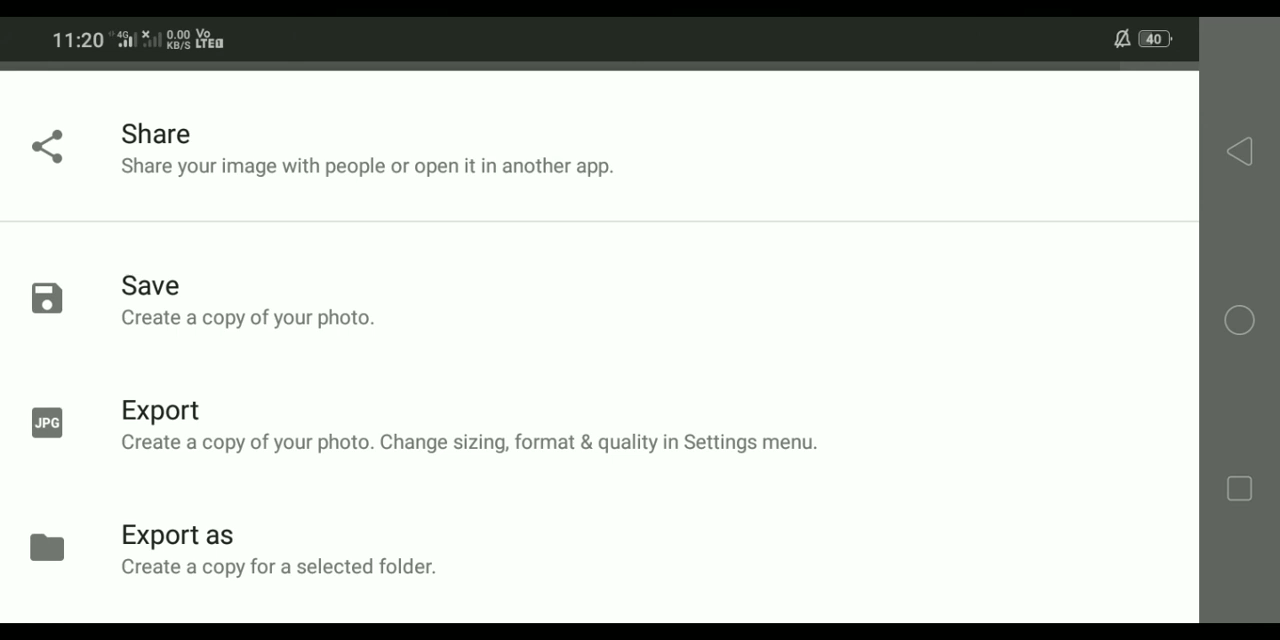 11:20 4G 0.00 KB/S Vo LTE 40
Share
Share your image with people or open it in another app.
Save
Create a copy of your photo.
JPG
Export
Create a copy of your photo. Change sizing, format & quality in Settings menu.
Export as
Create a copy for a selected folder.